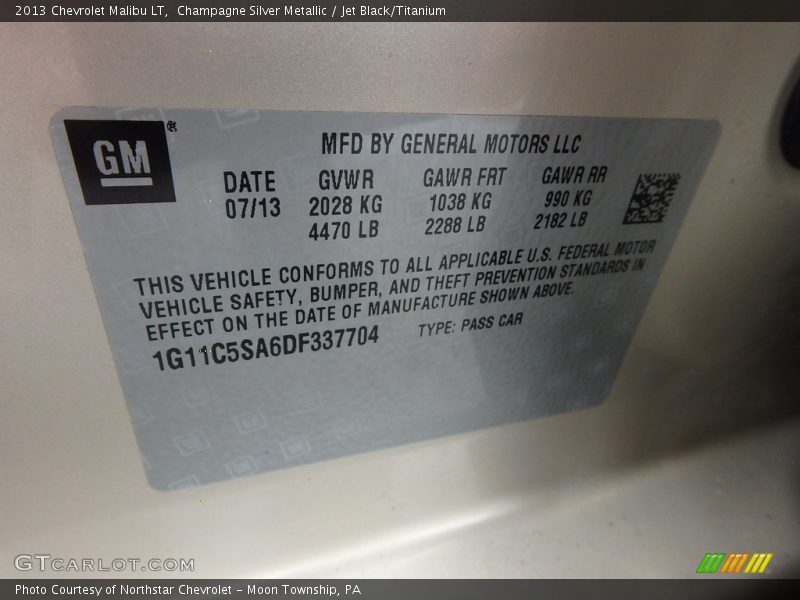 2013 Chevrolet Malibu LT,  Champagne Silver Metallic / Jet Black/Titanium
GM®
MFD BY GENERAL MOTORS LLC
DATE GVWR GAWR FRT GAWR RR
07/13 2028 KG 1038 KG 990 KG
4470 LB 2288 LB 2182 LB
THIS VEHICLE CONFORMS TO ALL APPLICABLE U.S. FEDERAL MOTOR
VEHICLE SAFETY, BUMPER, AND THEFT PREVENTION STANDARDS IN
EFFECT ON THE DATE OF MANUFACTURE SHOWN ABOVE.
1G11C5SA6DF337704 TYPE: PASS CAR
GTCARLOT.COM
Photo Courtesy of Northstar Chevrolet - Moon Township, PA